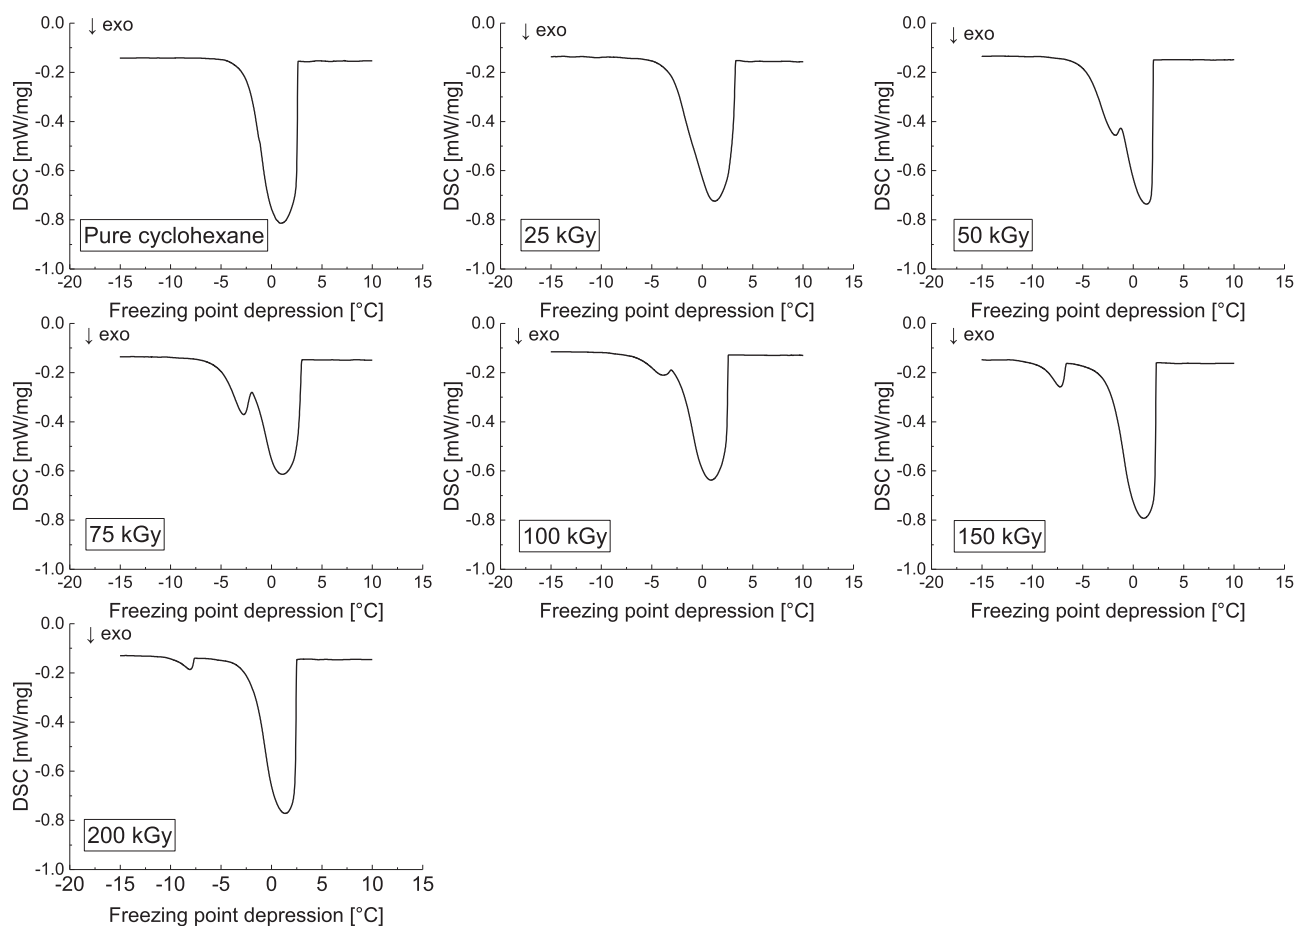 ↓ exo
DSC [mW/mg]
0.0
-0.2
-0.4
-0.6
-0.8
-1.0
Pure cyclohexane
-20 -15 -10 -5 0 5 10 15
Freezing point depression [°C]
↓ exo
DSC [mW/mg]
0.0
-0.2
-0.4
-0.6
-0.8
-1.0
25 kGy
-20 -15 -10 -5 0 5 10 15
Freezing point depression [°C]
↓ exo
DSC [mW/mg]
0.0
-0.2
-0.4
-0.6
-0.8
-1.0
50 kGy
-20 -15 -10 -5 0 5 10 15
Freezing point depression [°C]
↓ exo
DSC [mW/mg]
0.0
-0.2
-0.4
-0.6
-0.8
-1.0
75 kGy
-20 -15 -10 -5 0 5 10 15
Freezing point depression [°C]
↓ exo
DSC [mW/mg]
0.0
-0.2
-0.4
-0.6
-0.8
-1.0
100 kGy
-20 -15 -10 -5 0 5 10 15
Freezing point depression [°C]
↓ exo
DSC [mW/mg]
0.0
-0.2
-0.4
-0.6
-0.8
-1.0
150 kGy
-20 -15 -10 -5 0 5 10 15
Freezing point depression [°C]
↓ exo
DSC [mW/mg]
0.0
-0.2
-0.4
-0.6
-0.8
-1.0
200 kGy
-20 -15 -10 -5 0 5 10 15
Freezing point depression [°C]